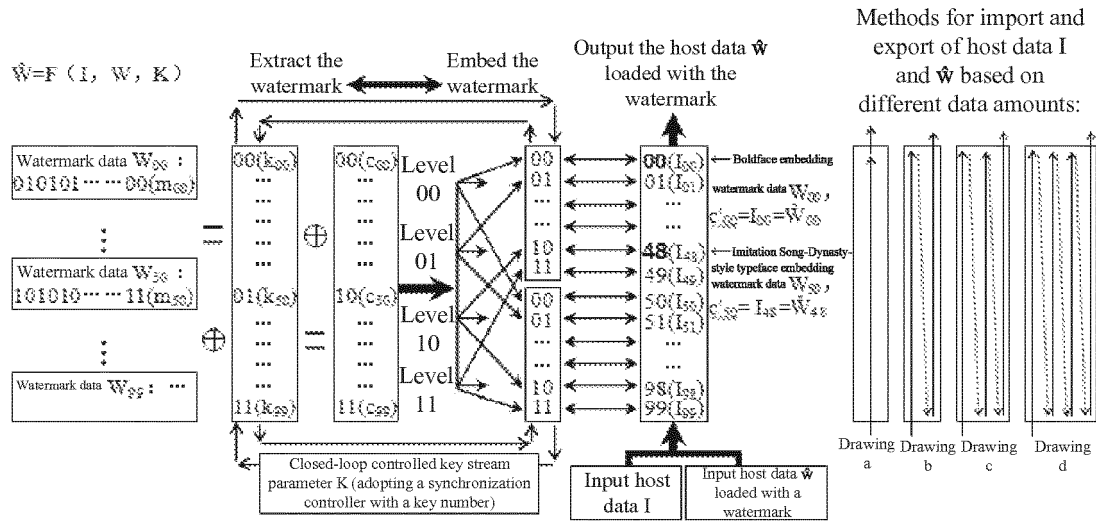 Ŵ=F (I, W, K)
Extract the
watermark
Embed the
watermark
Output the host data ŵ
loaded with the
watermark
Methods for import and
export of host data I
and ŵ based on
different data amounts:
Watermark data W₀₀ :
010101⋯⋯00(m₀₀)
⋮
Watermark data W₅₀ :
101010⋯⋯11(m₅₀)
⋮
Watermark data W₉₉ : ⋯
=
⊕
00(k₀₀)
⋯
⋯
⋯
⋯
01(k₅₀)
⋯
⋯
⋯
11(k₉₉)
⊕
=
00(c₀₀)
⋯
⋯
⋯
⋯
10(c₅₀)
⋯
⋯
⋯
11(c₉₉)
Level
00
Level
01
Level
10
Level
11
00
01
⋯
10
11
00
01
⋯
10
11
00(I₀₀)
01(I₀₁)
⋯
48(I₄₈)
49(I₄₉)
50(I₅₀)
51(I₅₁)
⋯
98(I₉₈)
99(I₉₉)
Boldface embedding
watermark data W₀₀ ,
c′₀₀=I₀₀=Ŵ₀₀
Imitation Song-Dynasty-
style typeface embedding
watermark data W₅₀ ,
c′₅₀= I₄₈=Ŵ₄₈
Closed-loop controlled key stream
parameter K (adopting a synchronization
controller with a key number)
Input host
data I
Input host data ŵ
loaded with a
watermark
Drawing
a
Drawing
b
Drawing
c
Drawing
d